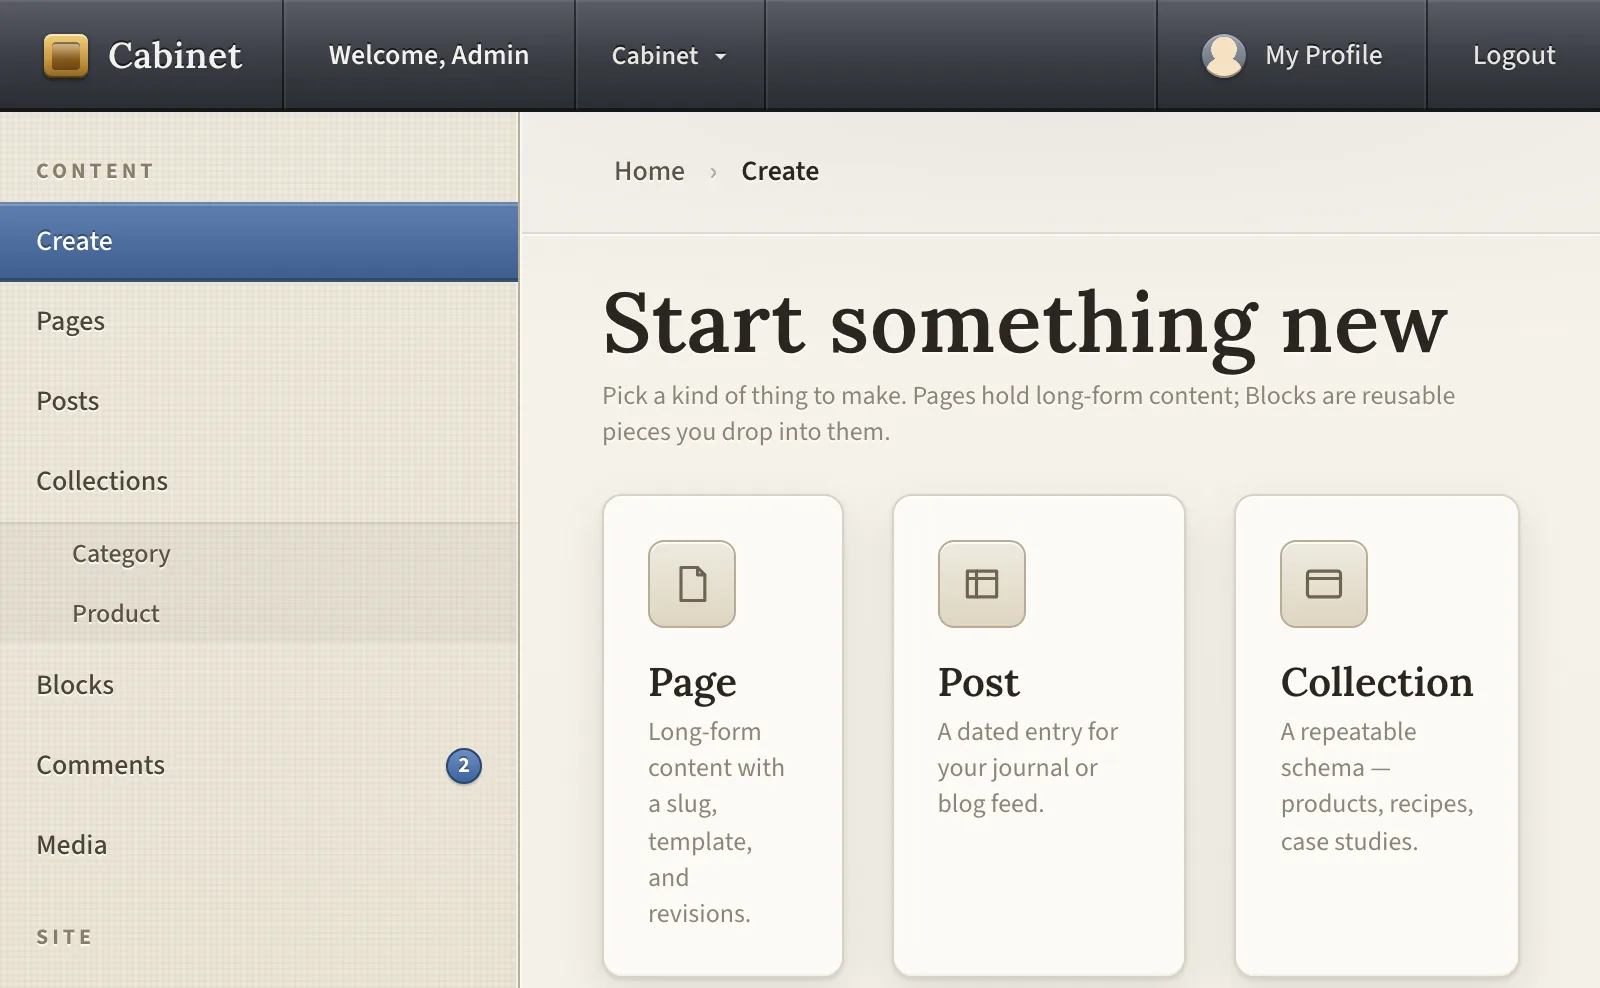 Cabinet
Welcome, Admin
Cabinet
My Profile
Logout
CONTENT
Create
Pages
Posts
Collections
Category
Product
Blocks
Comments
2
Media
SITE
Home › Create
Start something new
Pick a kind of thing to make. Pages hold long-form content; Blocks are reusable
pieces you drop into them.
Page
Long-form
content with
a slug,
template,
and
revisions.
Post
A dated entry for
your journal or
blog feed.
Collection
A repeatable
schema —
products, recipes,
case studies.